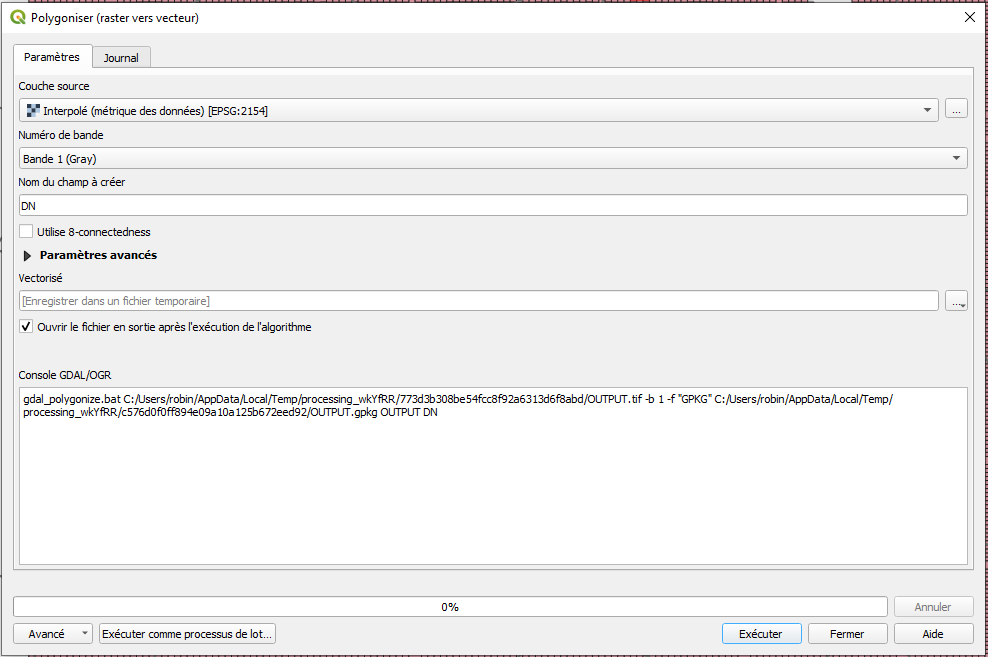 Polygoniser (raster vers vecteur)
Paramètres
Journal
Couche source
Interpolé (métrique des données) [EPSG:2154]
...
Numéro de bande
Bande 1 (Gray)
Nom du champ à créer
DN
Utilise 8-connectedness
Paramètres avancés
Vectorisé
[Enregistrer dans un fichier temporaire]
...
Ouvrir le fichier en sortie après l'exécution de l'algorithme
Console GDAL/OGR
gdal_polygonize.bat C:/Users/robin/AppData/Local/Temp/processing_wkYfRR/773d3b308be54fcc8f92a6313d6f8abd/OUTPUT.tif -b 1 -f "GPKG" C:/Users/robin/AppData/Local/Temp/
processing_wkYfRR/c576d0f0ff894e09a10a125b672eed92/OUTPUT.gpkg OUTPUT DN
0%
Annuler
Avancé
Exécuter comme processus de lot...
Exécuter
Fermer
Aide